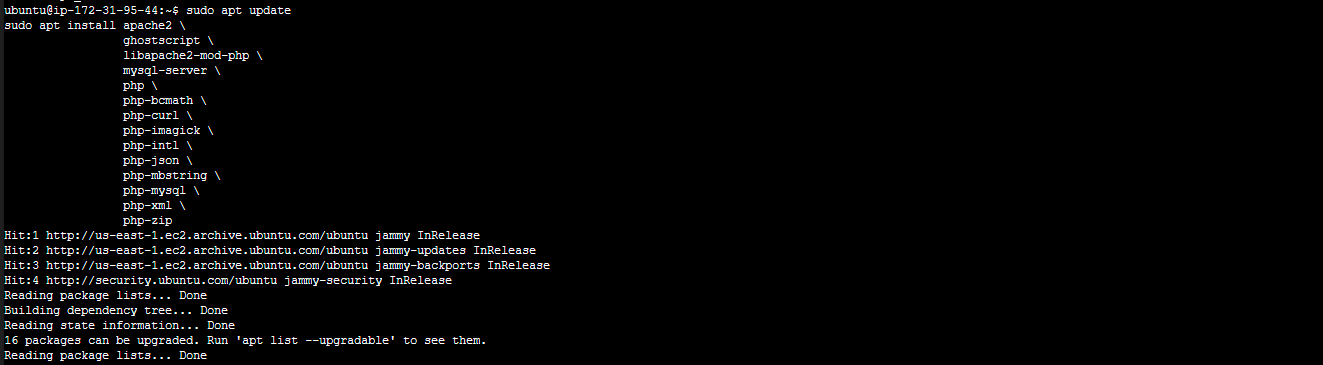 ubuntu@ip-172-31-95-44:~$ sudo apt update
sudo apt install apache2 \
                 ghostscript \
                 libapache2-mod-php \
                 mysql-server \
                 php \
                 php-bcmath \
                 php-curl \
                 php-imagick \
                 php-intl \
                 php-json \
                 php-mbstring \
                 php-mysql \
                 php-xml \
                 php-zip
Hit:1 http://us-east-1.ec2.archive.ubuntu.com/ubuntu jammy InRelease
Hit:2 http://us-east-1.ec2.archive.ubuntu.com/ubuntu jammy-updates InRelease
Hit:3 http://us-east-1.ec2.archive.ubuntu.com/ubuntu jammy-backports InRelease
Hit:4 http://security.ubuntu.com/ubuntu jammy-security InRelease
Reading package lists... Done
Building dependency tree... Done
Reading state information... Done
16 packages can be upgraded. Run 'apt list --upgradable' to see them.
Reading package lists... Done